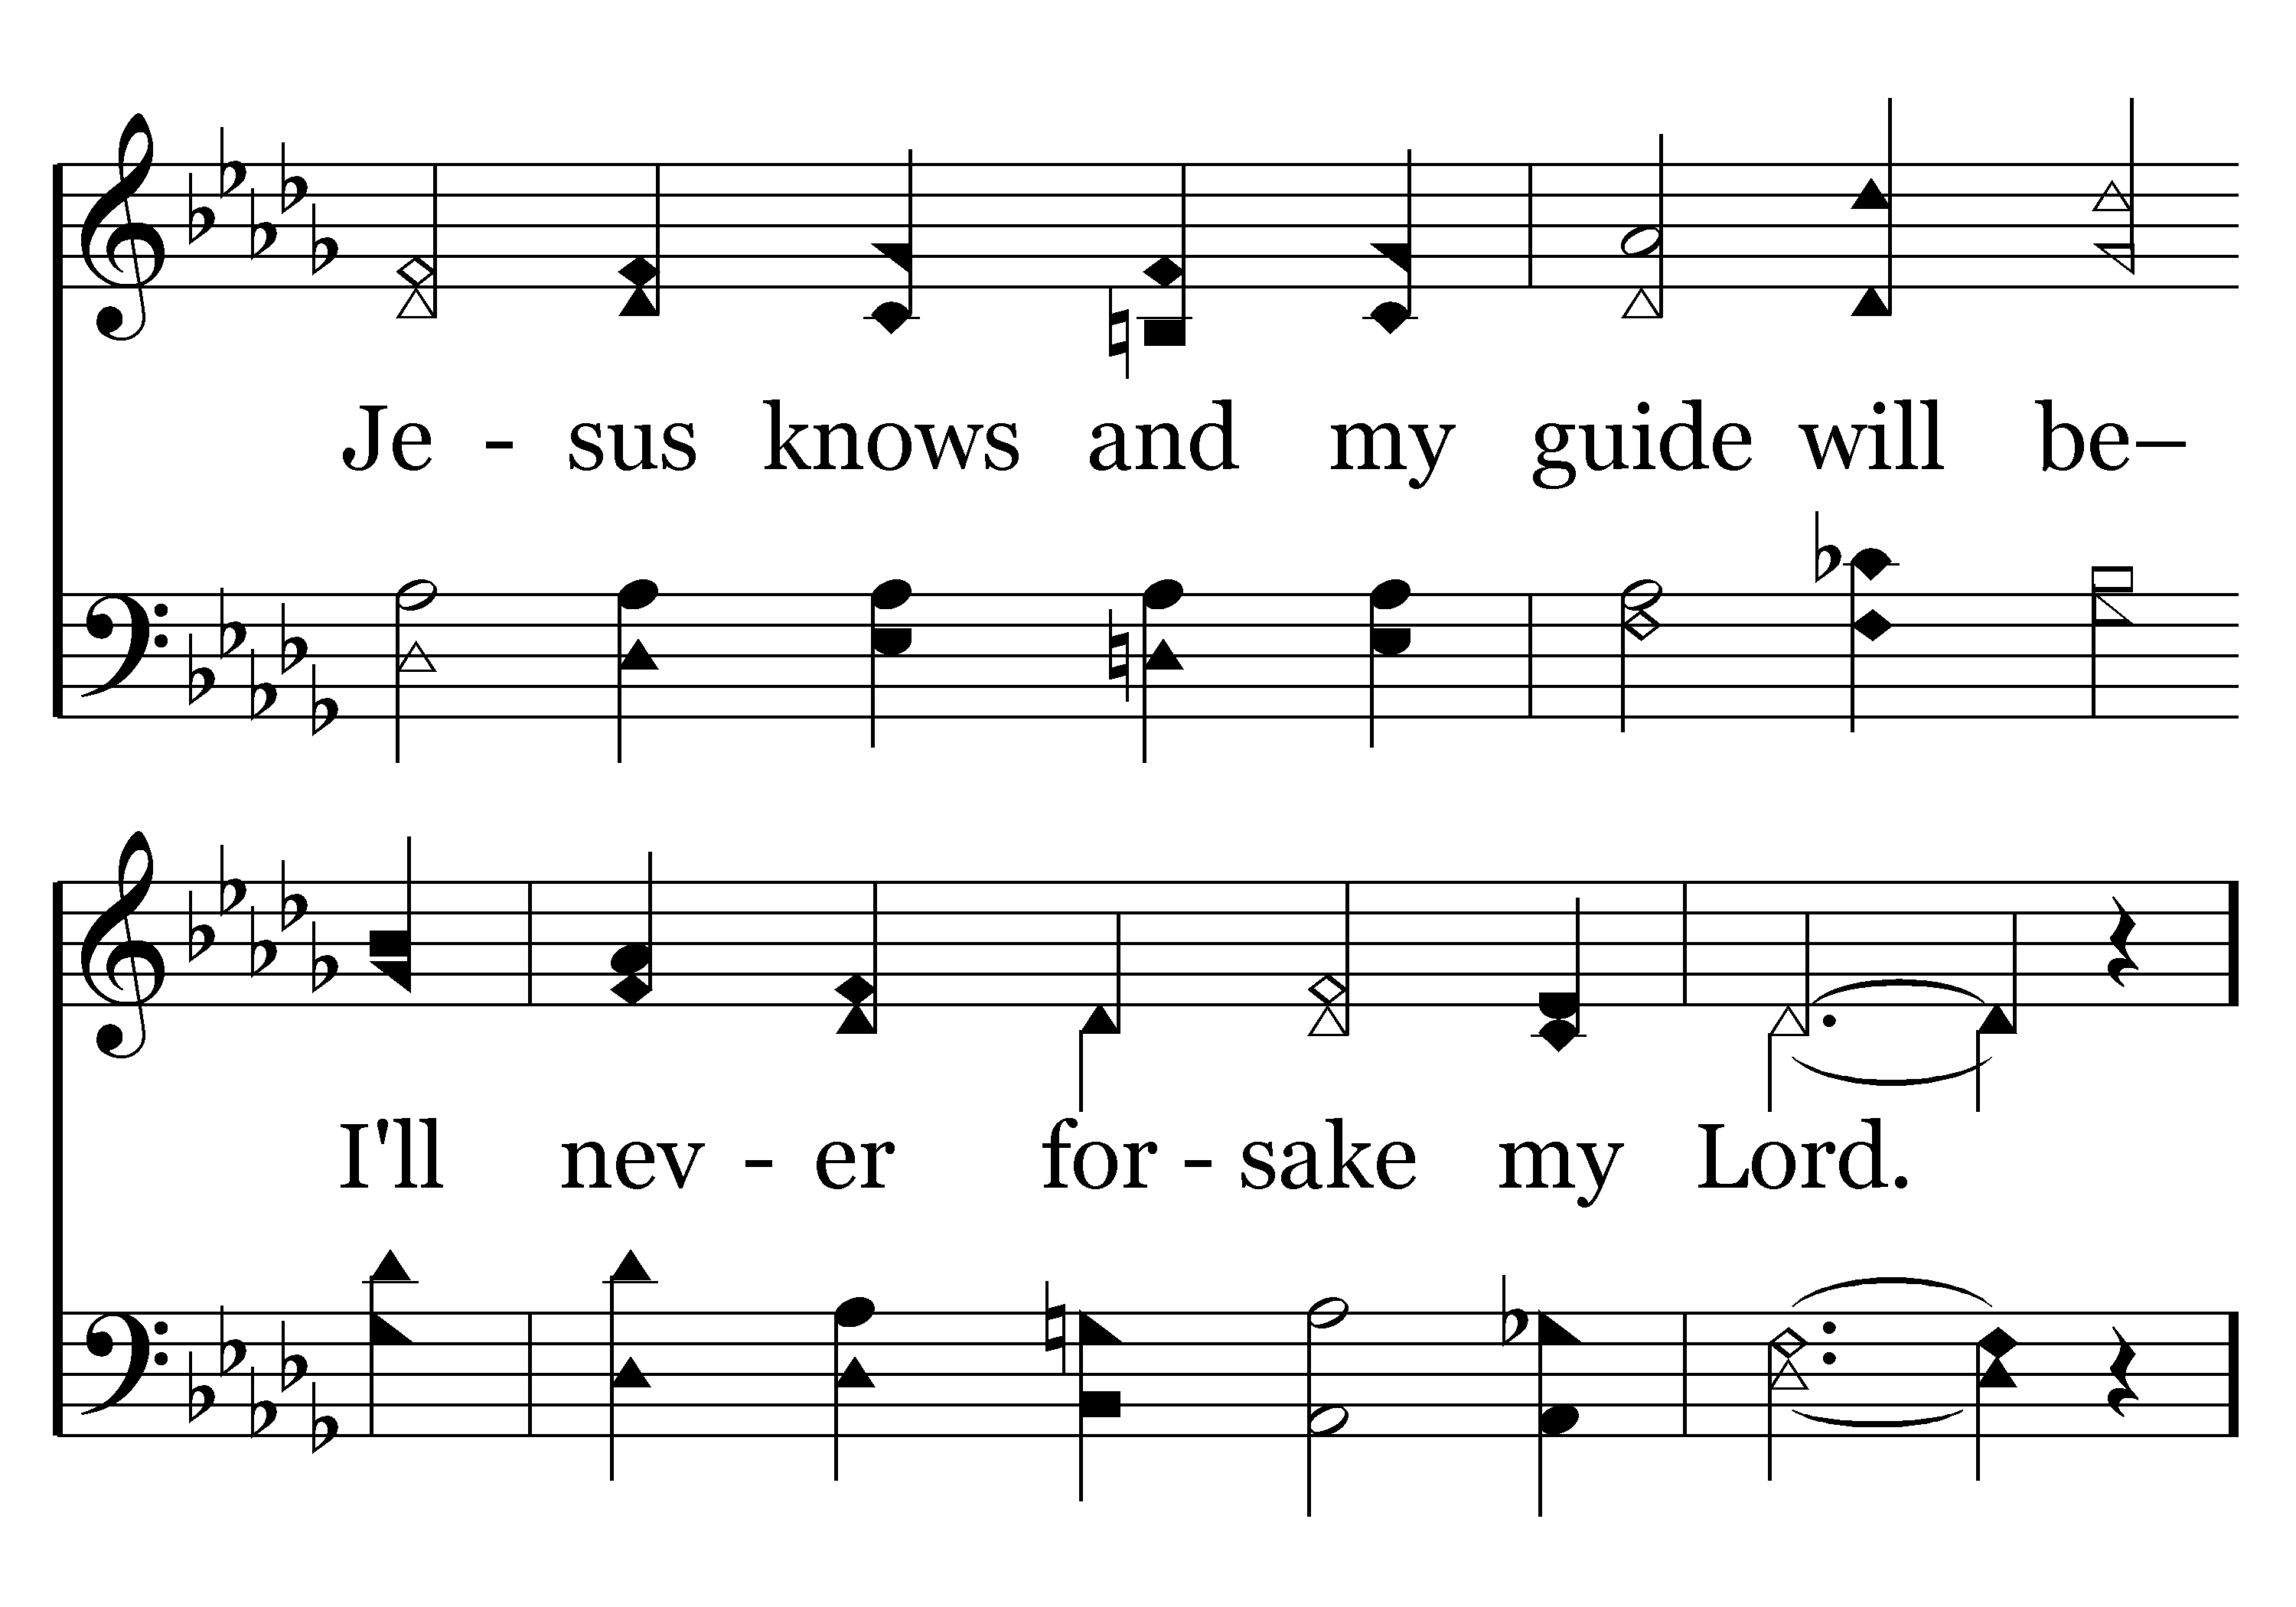 Je - sus knows and my guide will be–
I'll nev - er for - sake my Lord.